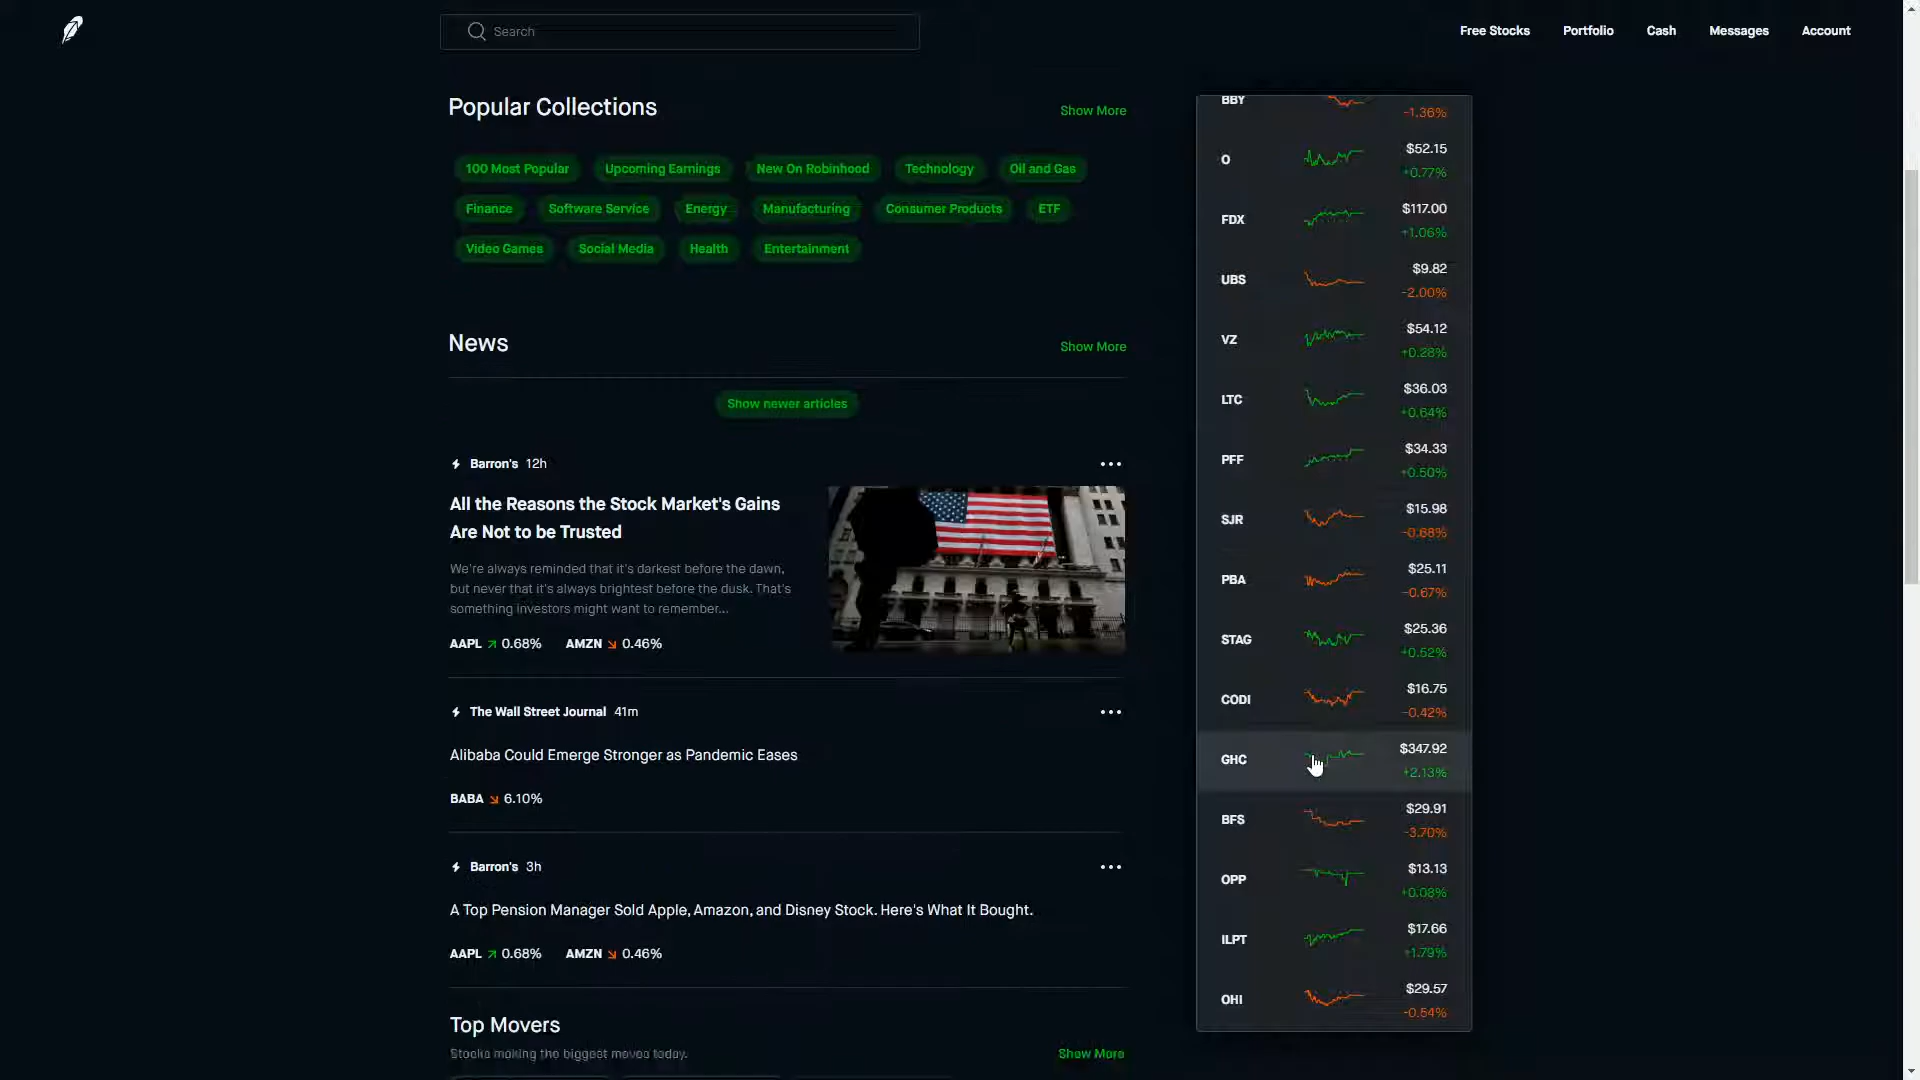 Search
Free Stocks Portfolio Cash Messages Account
Popular Collections
Show More
100 Most Popular Upcoming Earnings New On Robinhood Technology Oil and Gas
Finance Software Service Energy Manufacturing Consumer Products ETF
Video Games Social Media Health Entertainment
News
Show More
Show newer articles
Barron's 12h
All the Reasons the Stock Market's Gains
Are Not to be Trusted
We're always reminded that it's darkest before the dawn,
but never that it's always brightest before the dusk. That's
something investors might want to remember...
AAPL 0.68% AMZN 0.46%
The Wall Street Journal 41m
Alibaba Could Emerge Stronger as Pandemic Eases
BABA 6.10%
Barron's 3h
A Top Pension Manager Sold Apple, Amazon, and Disney Stock. Here's What It Bought.
AAPL 0.68% AMZN 0.46%
Top Movers
Stocks making the biggest moves today.
Show More
BBY
-1.36%
O $52.15
+0.77%
FDX $117.00
+1.06%
UBS $9.82
-2.00%
VZ $54.12
+0.28%
LTC $36.03
+0.64%
PFF $34.33
+0.50%
SJR $15.98
-0.68%
PBA $25.11
-0.67%
STAG $25.36
+0.52%
CODI $16.75
-0.42%
GHC $347.92
+2.13%
BFS $29.91
-3.70%
OPP $13.13
+0.08%
ILPT $17.66
+1.79%
OHI $29.57
-0.54%